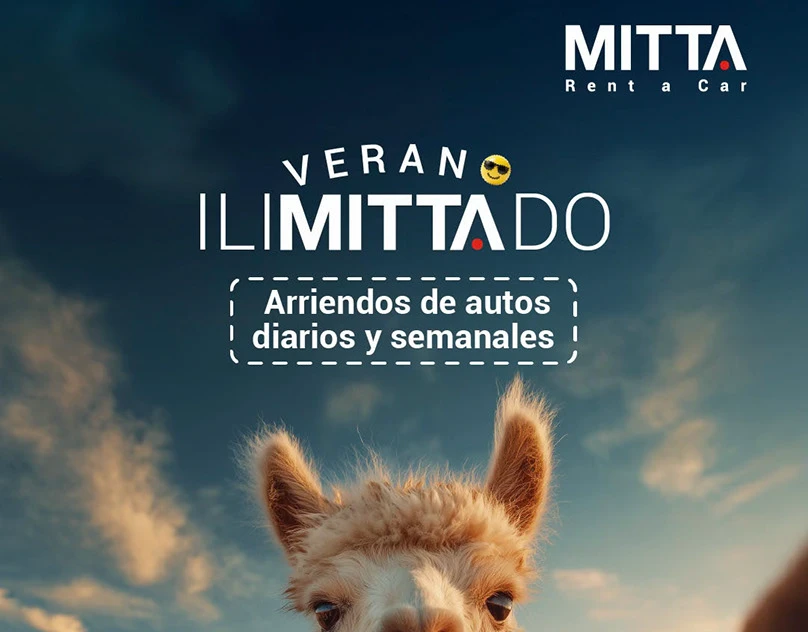 MITTA
Rent a Car
VERANO
ILIMITTADO
Arriendos de autos
diarios y semanales